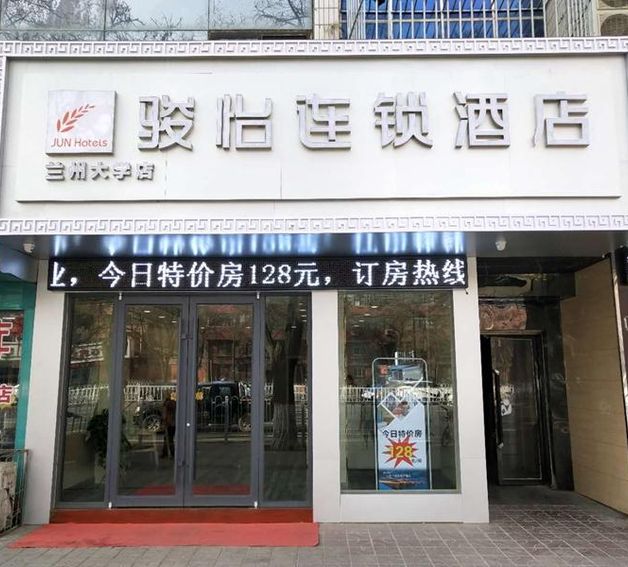 骏怡连锁酒店
JUN Hotels
兰州大学店
，今日特价房128元，订房热线
今日特价房
128
店